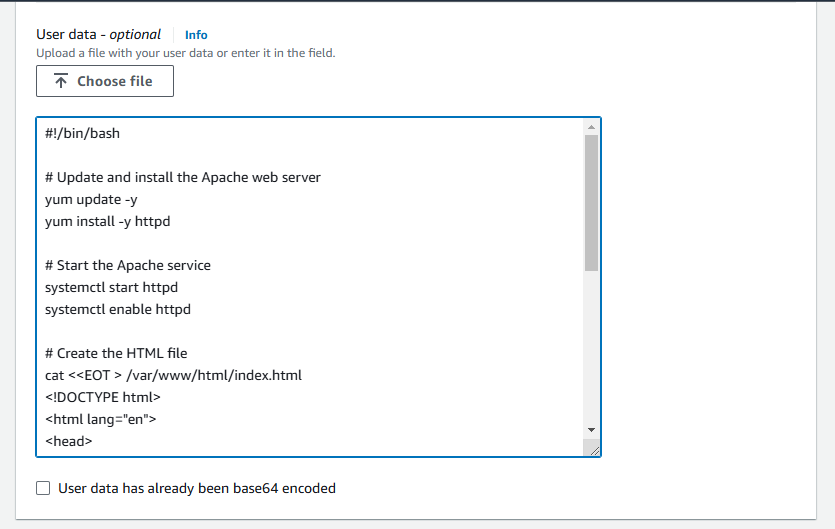 User data - optional Info
Upload a file with your user data or enter it in the field.
Choose file
#!/bin/bash
# Update and install the Apache web server
yum update -y
yum install -y httpd
# Start the Apache service
systemctl start httpd
systemctl enable httpd
# Create the HTML file
cat <<EOT > /var/www/html/index.html
<!DOCTYPE html>
<html lang="en">
<head>
User data has already been base64 encoded